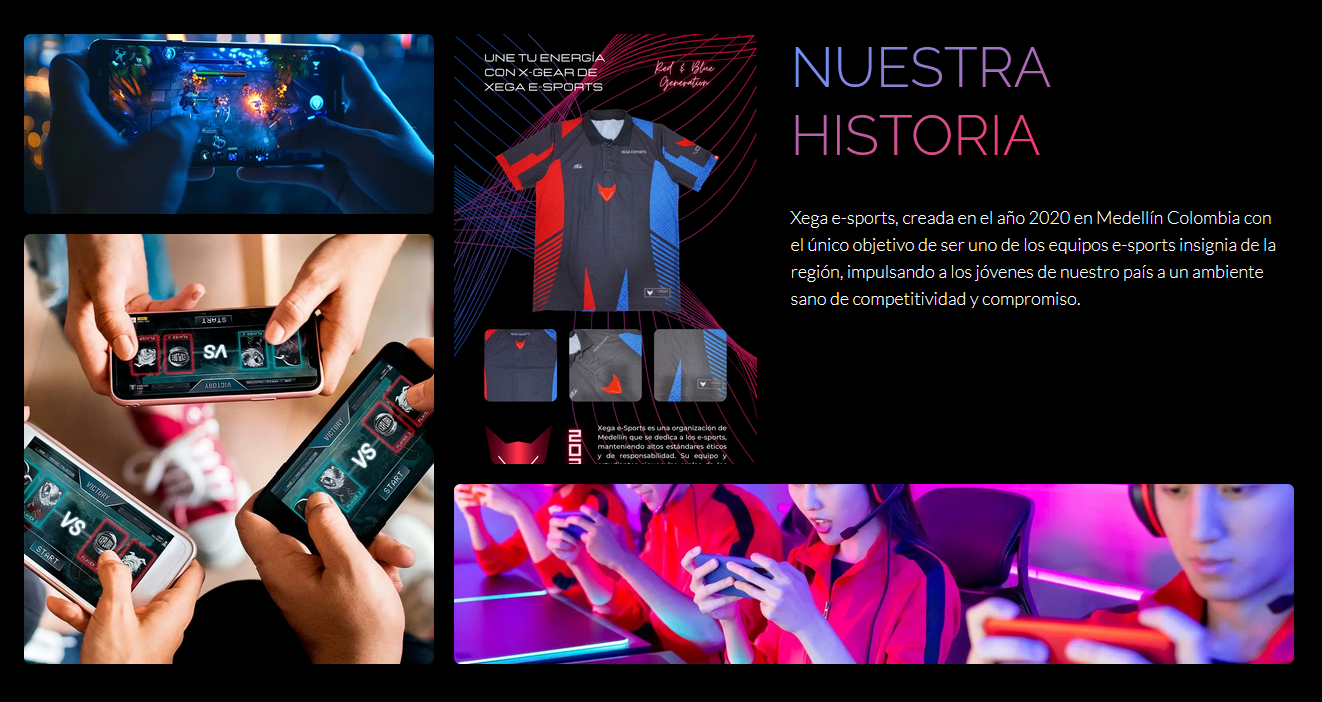 UNE TU ENERGÍA
CON X-GEAR DE
XEGA E-SPORTS
Red & Blue
Generation
XEGA ESPORTS
Xega e-Sports es una organización de
Medellín que se dedica a los e-sports,
manteniendo altos estándares éticos
y de responsabilidad. Su equipo y
NUESTRA
HISTORIA
Xega e-sports, creada en el año 2020 en Medellín Colombia con
el único objetivo de ser uno de los equipos e-sports insignia de la
región, impulsando a los jóvenes de nuestro país a un ambiente
sano de competitividad y compromiso.
START
VS
VICTORY
VICTORY
VS
START
VICTORY
VS
START